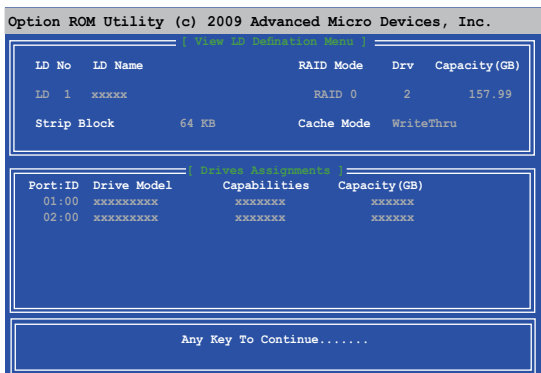 Option ROM Utility (c) 2009 Advanced Micro Devices, Inc.
[ View LD Defination Menu ]
LD No LD Name RAID Mode Drv Capacity(GB)
LD 1 xxxxx RAID 0 2 157.99
Strip Block 64 KB Cache Mode WriteThru
[ Drives Assignments ]
Port:ID Drive Model Capabilities Capacity(GB)
01:00 xxxxxxxxx xxxxxxx xxxxxx
02:00 xxxxxxxxx xxxxxxx xxxxxx
Any Key To Continue.......